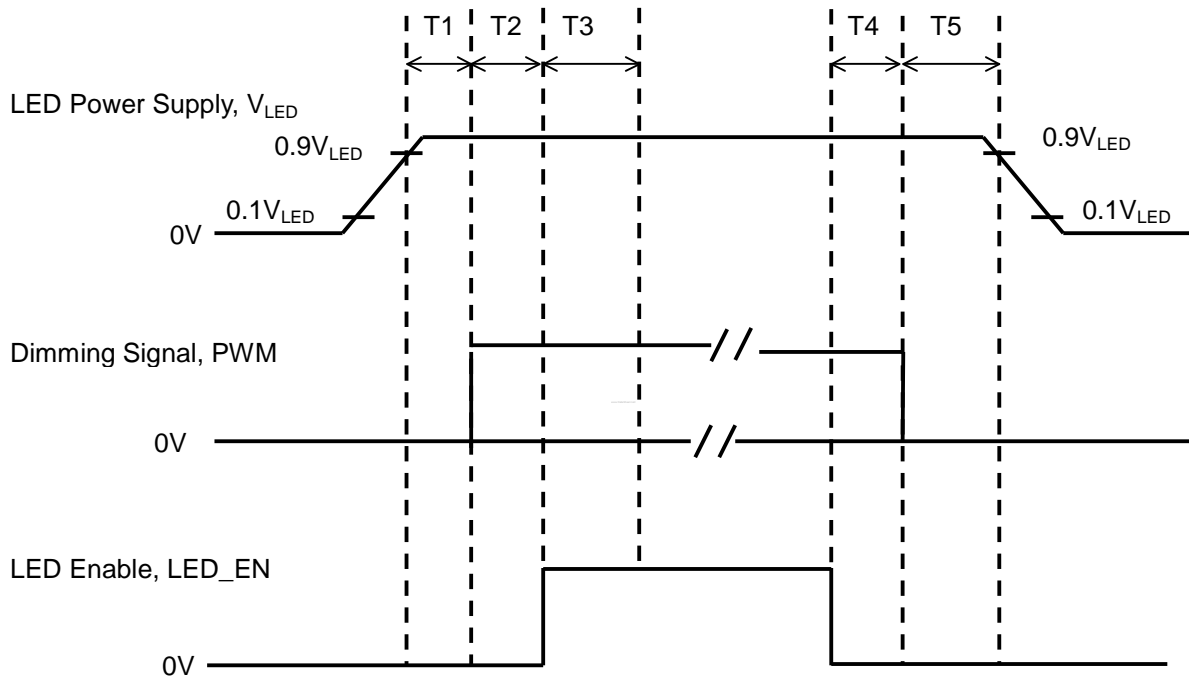 T1 T2 T3 T4 T5
LED Power Supply, VLED
0.9VLED 0.9VLED
0.1VLED 0.1VLED
0V
Dimming Signal, PWM
0V
LED Enable, LED_EN
0V